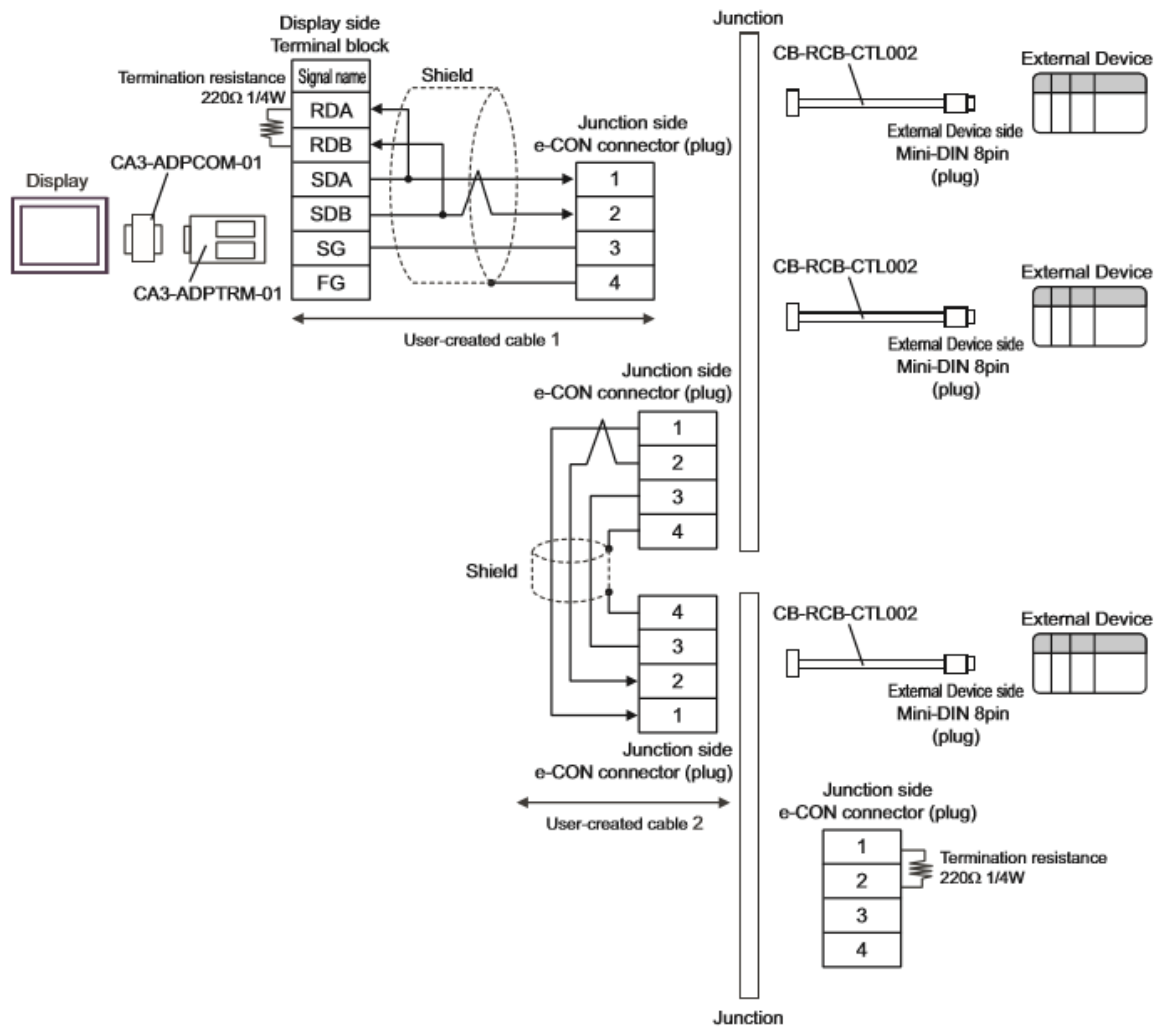 Junction
Display side
Terminal block
Signal name
RDA
RDB
SDA
SDB
SG
FG
Termination resistance
220Ω 1/4W
Shield
Junction side
e-CON connector (plug)
1
2
3
4
Display
CA3-ADPCOM-01
CA3-ADPTRM-01
User-created cable 1
CB-RCB-CTL002
External Device
External Device side
Mini-DIN 8pin
(plug)
CB-RCB-CTL002
External Device
External Device side
Mini-DIN 8pin
(plug)
Junction side
e-CON connector (plug)
1
2
3
4
Shield
4
3
2
1
Junction side
e-CON connector (plug)
User-created cable 2
CB-RCB-CTL002
External Device
External Device side
Mini-DIN 8pin
(plug)
Junction side
e-CON connector (plug)
1
2
3
4
Termination resistance
220Ω 1/4W
Junction